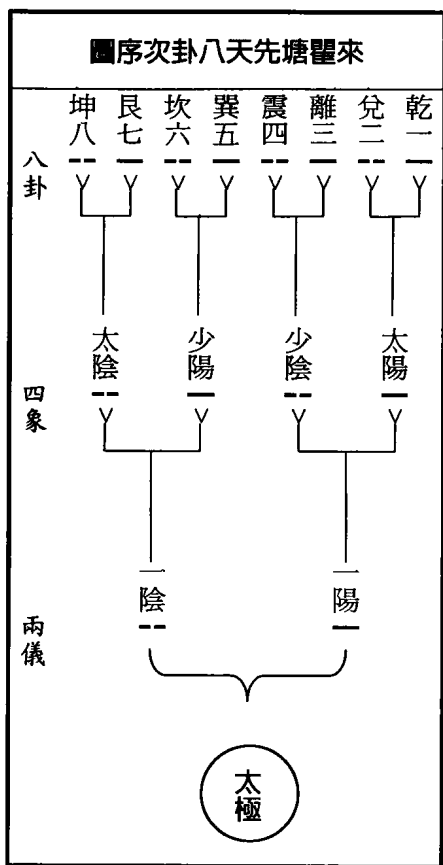 來瞿塘先天八卦次序圖
乾一
兌二
離三
震四
巽五
坎六
艮七
坤八
八卦
太陽
少陰
少陽
太陰
四象
一陽
一陰
兩儀
太極